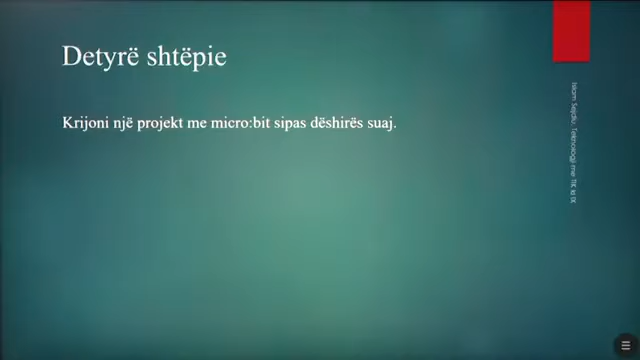 Detyrë shtëpie
Krijoni një projekt me micro:bit sipas dëshirës suaj.